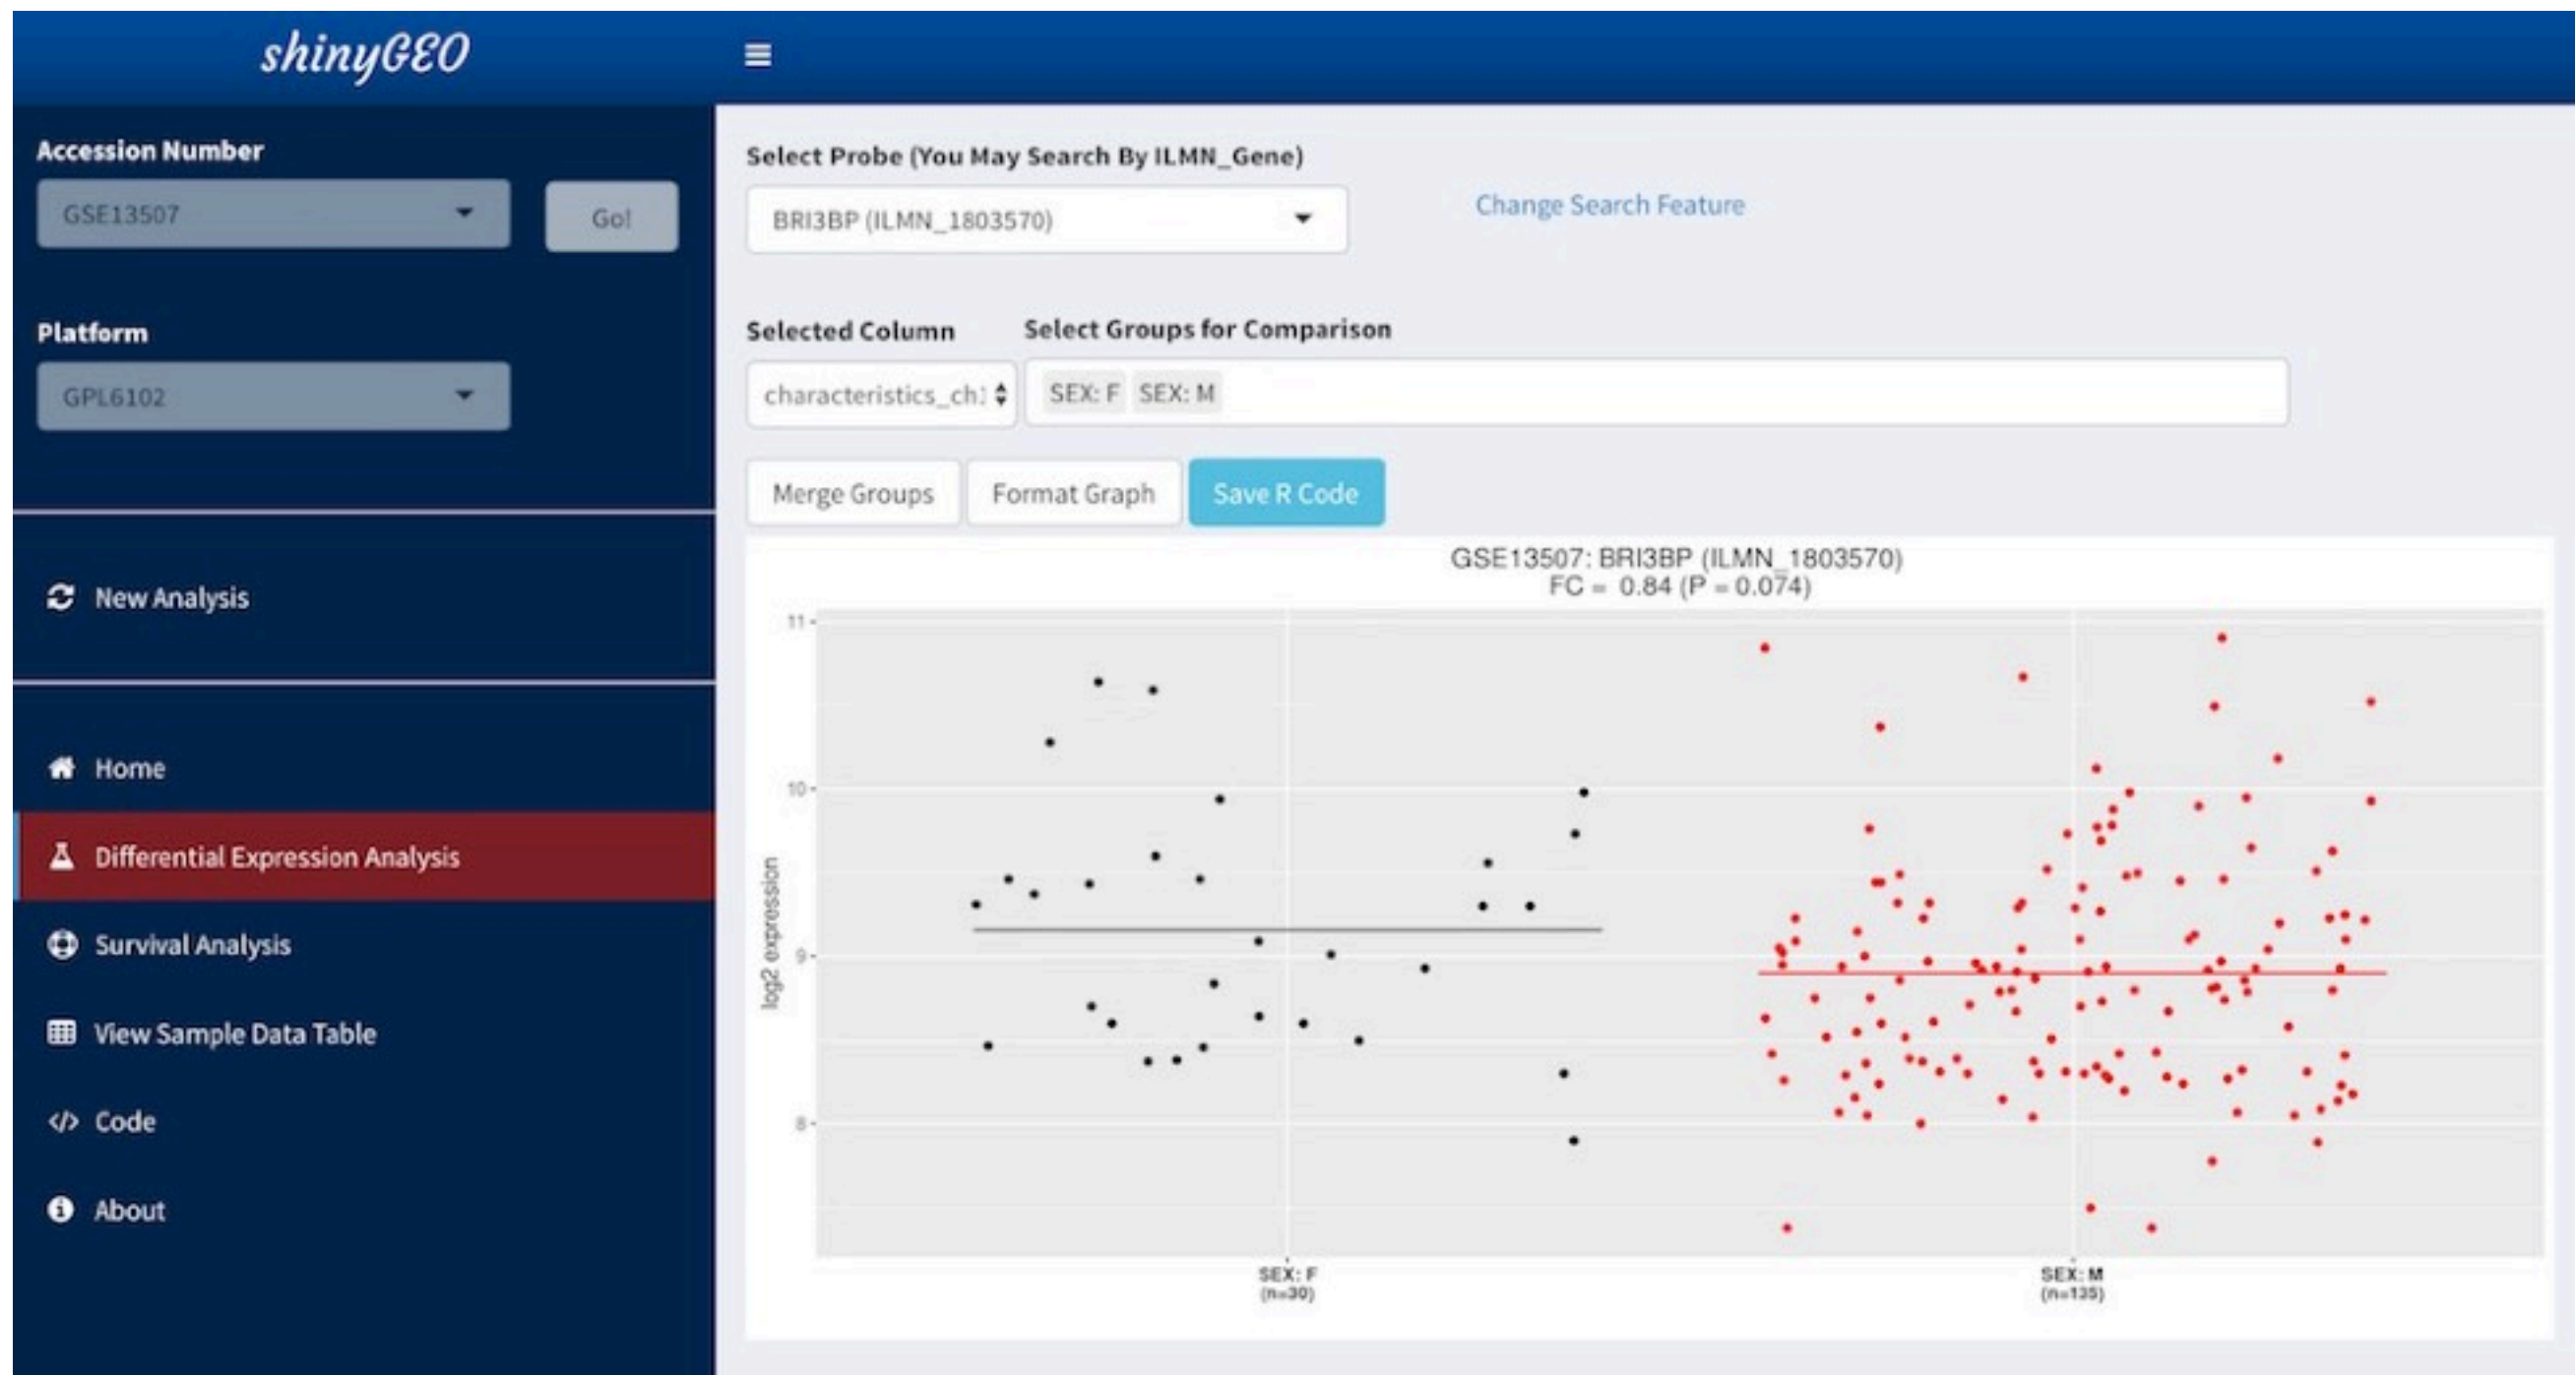 shinyGEO
Accession Number
GSE13507
Go!
Platform
GPL6102
New Analysis
Home
Differential Expression Analysis
Survival Analysis
View Sample Data Table
Code
About
Select Probe (You May Search By ILMN_Gene)
BRI3BP (ILMN_1803570)
Change Search Feature
Selected Column
Select Groups for Comparison
characteristics_ch1
SEX: F SEX: M
Merge Groups
Format Graph
Save R Code
GSE13507: BRI3BP (ILMN_1803570)
FC = 0.84 (P = 0.074)
log2 expression
11
10
9
8
SEX: F
(n=30)
SEX: M
(n=135)